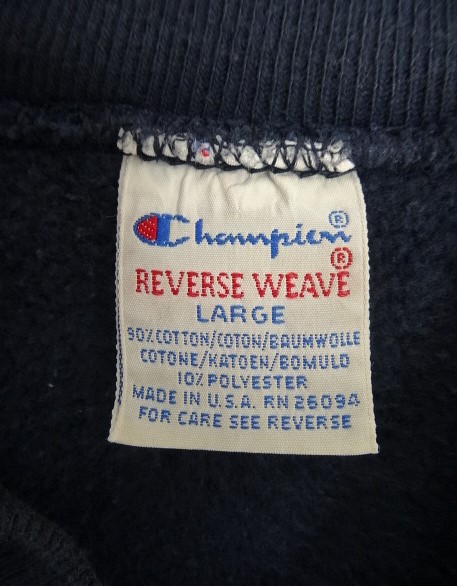 Champion®
REVERSE WEAVE®
LARGE
90% COTTON/COTON/BAUMWOLLE
COTONE/KATOEN/BOMULD
10% POLYESTER
MADE IN U.S.A. RN 26094
FOR CARE SEE REVERSE